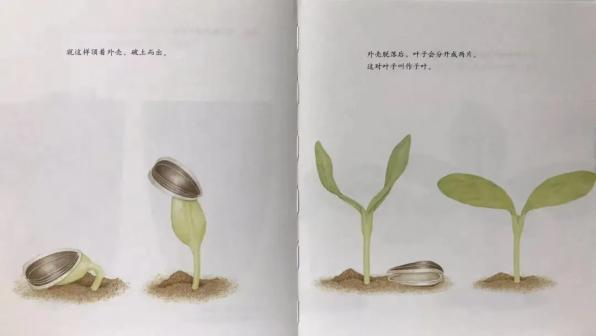 就这样顶着外壳，破土而出。
外壳脱落后，叶子会分开成两片。
这对叶子叫作子叶。